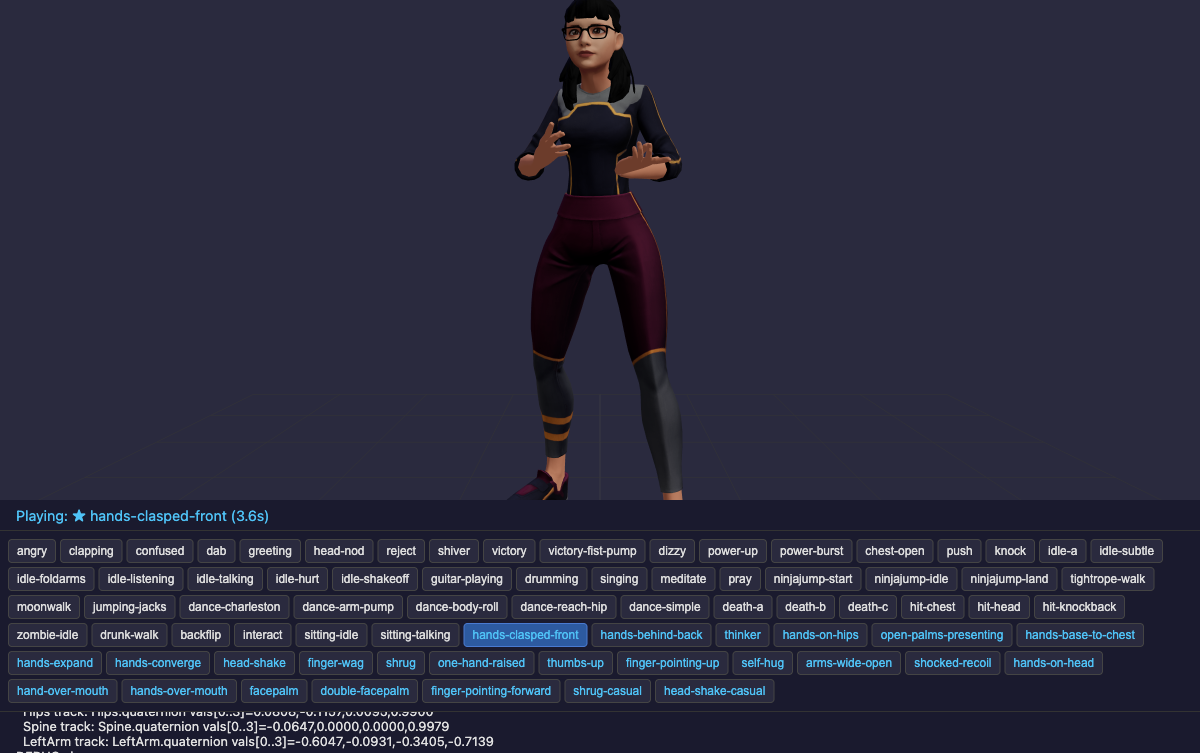 Playing: ★ hands-clasped-front (3.6s)
angry clapping confused dab greeting head-nod reject shiver victory victory-fist-pump dizzy power-up power-burst chest-open push knock idle-a idle-subtle
idle-foldarms idle-listening idle-talking idle-hurt idle-shakeoff guitar-playing drumming singing meditate pray ninjajump-start ninjajump-idle ninjajump-land tightrope-walk
moonwalk jumping-jacks dance-charleston dance-arm-pump dance-body-roll dance-reach-hip dance-simple death-a death-b death-c hit-chest hit-head hit-knockback
zombie-idle drunk-walk backflip interact sitting-idle sitting-talking hands-clasped-front hands-behind-back thinker hands-on-hips open-palms-presenting hands-base-to-chest
hands-expand hands-converge head-shake finger-wag shrug one-hand-raised thumbs-up finger-pointing-up self-hug arms-wide-open shocked-recoil hands-on-head
hand-over-mouth hands-over-mouth facepalm double-facepalm finger-pointing-forward shrug-casual head-shake-casual
Hips track: Hips.quaternion
Spine track: Spine.quaternion vals[0..3]=-0.0647,0.0000,0.0000,0.9979
LeftArm track: LeftArm.quaternion vals[0..3]=-0.6047,-0.0931,-0.3405,-0.7139